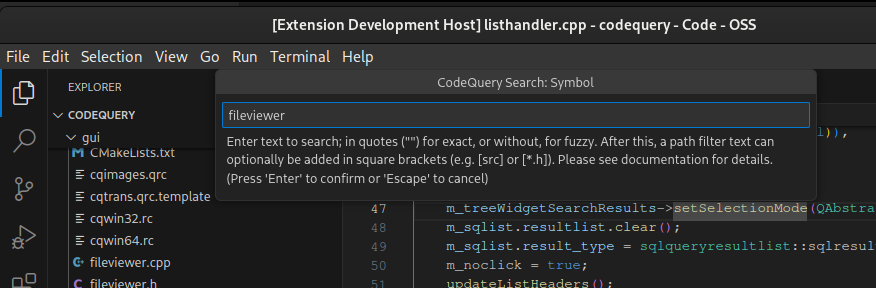 [Extension Development Host] listhandler.cpp - codequery - Code - OSS
File Edit Selection View Go Run Terminal Help
EXPLORER
CODEQUERY
gui
CMakeLists.txt
cqimages.qrc
cqtrans.qrc.template
cqwin32.rc
cqwin64.rc
fileviewer.cpp
fileviewer.h
CodeQuery Search: Symbol
fileviewer
Enter text to search; in quotes ("") for exact, or without, for fuzzy. After this, a path filter text can
optionally be added in square brackets (e.g. [src] or [*.h]). Please see documentation for details.
(Press 'Enter' to confirm or 'Escape' to cancel)
l)),
47 m_treeWidgetSearchResults->setSelectionMode(QAbstra
48 m_sqlist.resultlist.clear();
49 m_sqlist.result_type = sqlqueryresultlist::sqlresul
50 m_noclick = true;
51 updateListHeaders();